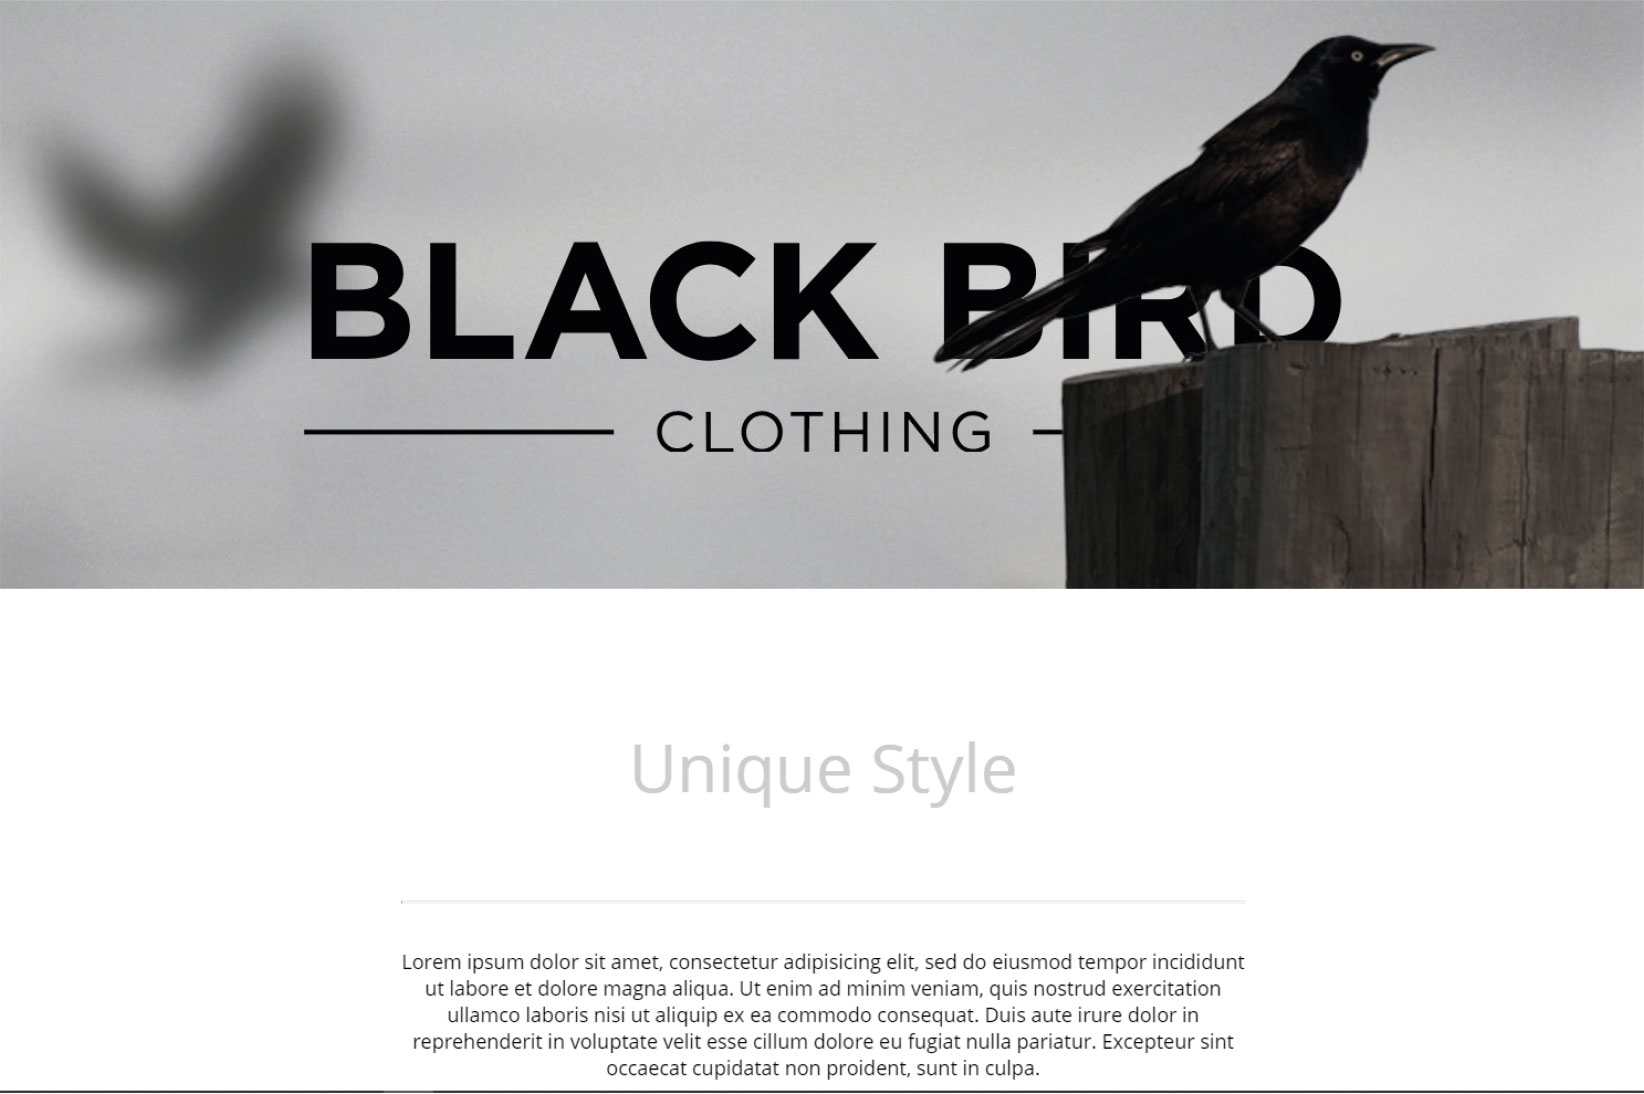 BLACK BIRD
CLOTHING
Unique Style
Lorem ipsum dolor sit amet, consectetur adipisicing elit, sed do eiusmod tempor incididunt
ut labore et dolore magna aliqua. Ut enim ad minim veniam, quis nostrud exercitation
ullamco laboris nisi ut aliquip ex ea commodo consequat. Duis aute irure dolor in
reprehenderit in voluptate velit esse cillum dolore eu fugiat nulla pariatur. Excepteur sint
occaecat cupidatat non proident, sunt in culpa.